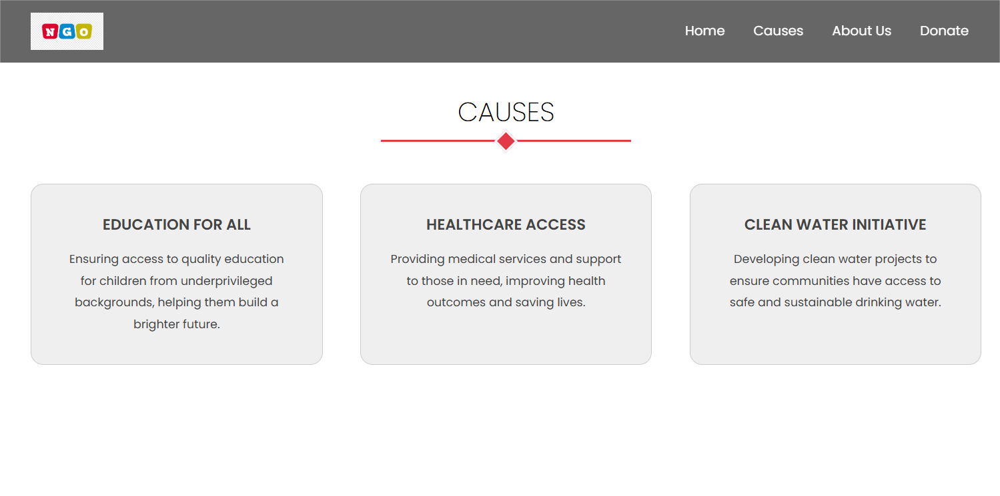 NGO
Home Causes About Us Donate
CAUSES
EDUCATION FOR ALL
Ensuring access to quality education
for children from underprivileged
backgrounds, helping them build a
brighter future.
HEALTHCARE ACCESS
Providing medical services and support
to those in need, improving health
outcomes and saving lives.
CLEAN WATER INITIATIVE
Developing clean water projects to
ensure communities have access to
safe and sustainable drinking water.